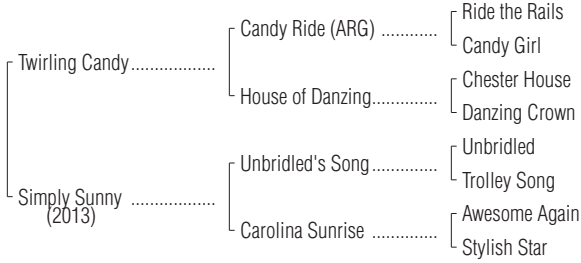 Ride the Rails
Candy Ride (ARG) ............
Candy Girl
Twirling Candy..................
Chester House
House of Danzing..............
Danzing Crown
Unbridled
Unbridled's Song..............
Trolley Song
Simply Sunny ..................
(2013)
Awesome Again
Carolina Sunrise ..............
Stylish Star